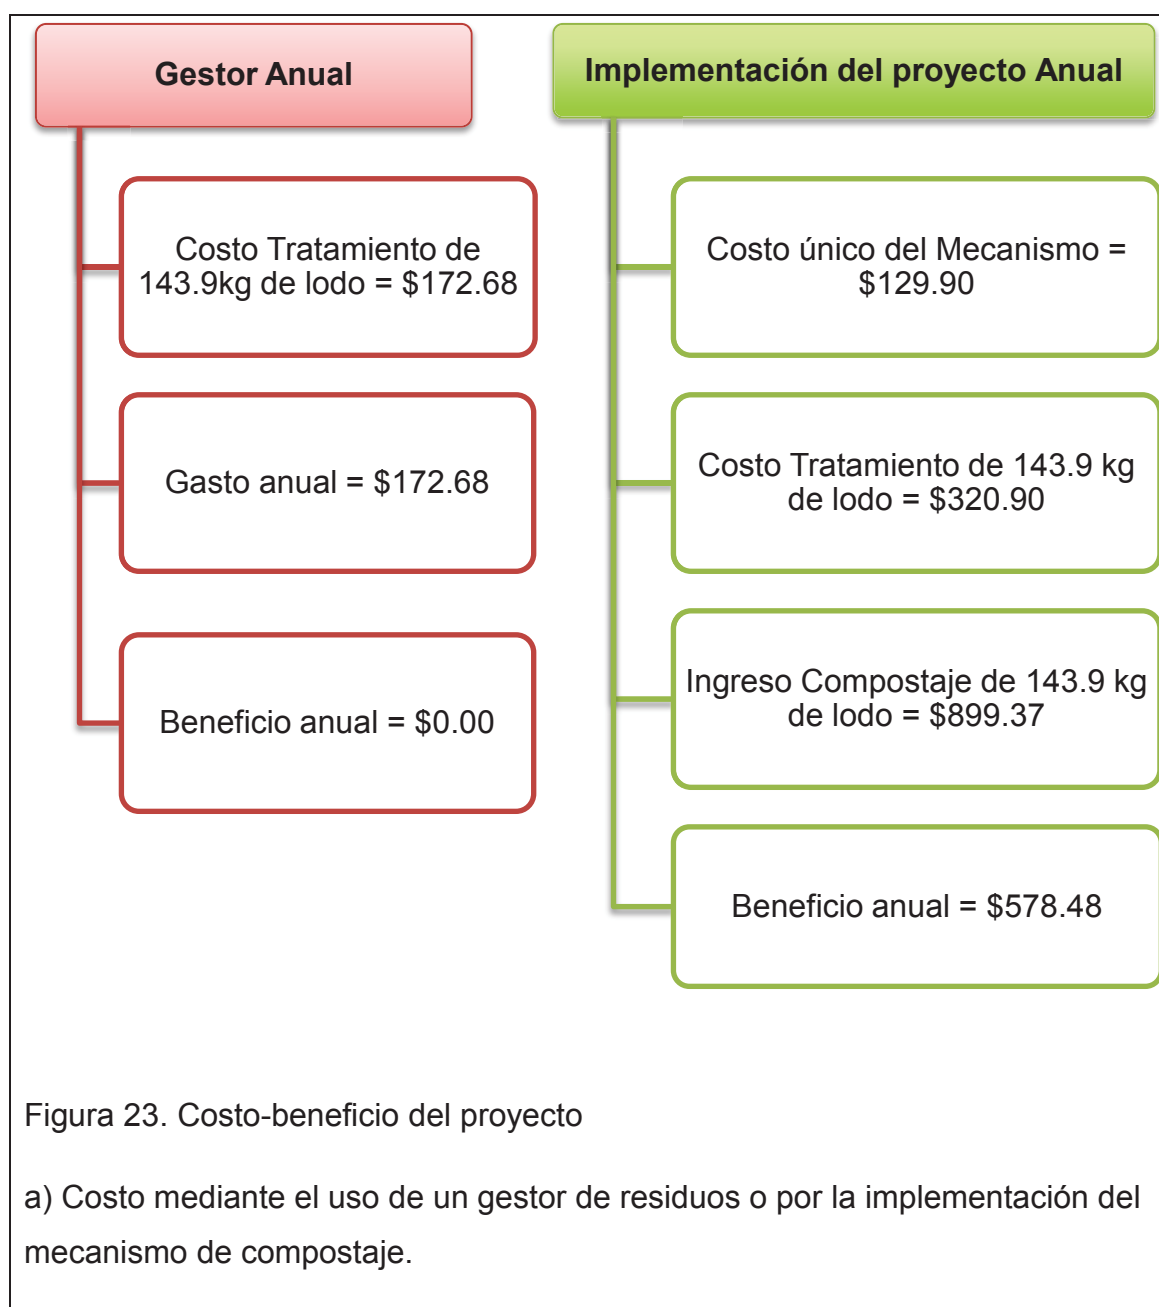 Gestor Anual
Costo Tratamiento de
143.9kg de lodo = $172.68
Gasto anual = $172.68
Beneficio anual = $0.00
Implementación del proyecto Anual
Costo único del Mecanismo =
$129.90
Costo Tratamiento de 143.9 kg
de lodo = $320.90
Ingreso Compostaje de 143.9 kg
de lodo = $899.37
Beneficio anual = $578.48
Figura 23. Costo-beneficio del proyecto
a) Costo mediante el uso de un gestor de residuos o por la implementación del
mecanismo de compostaje.